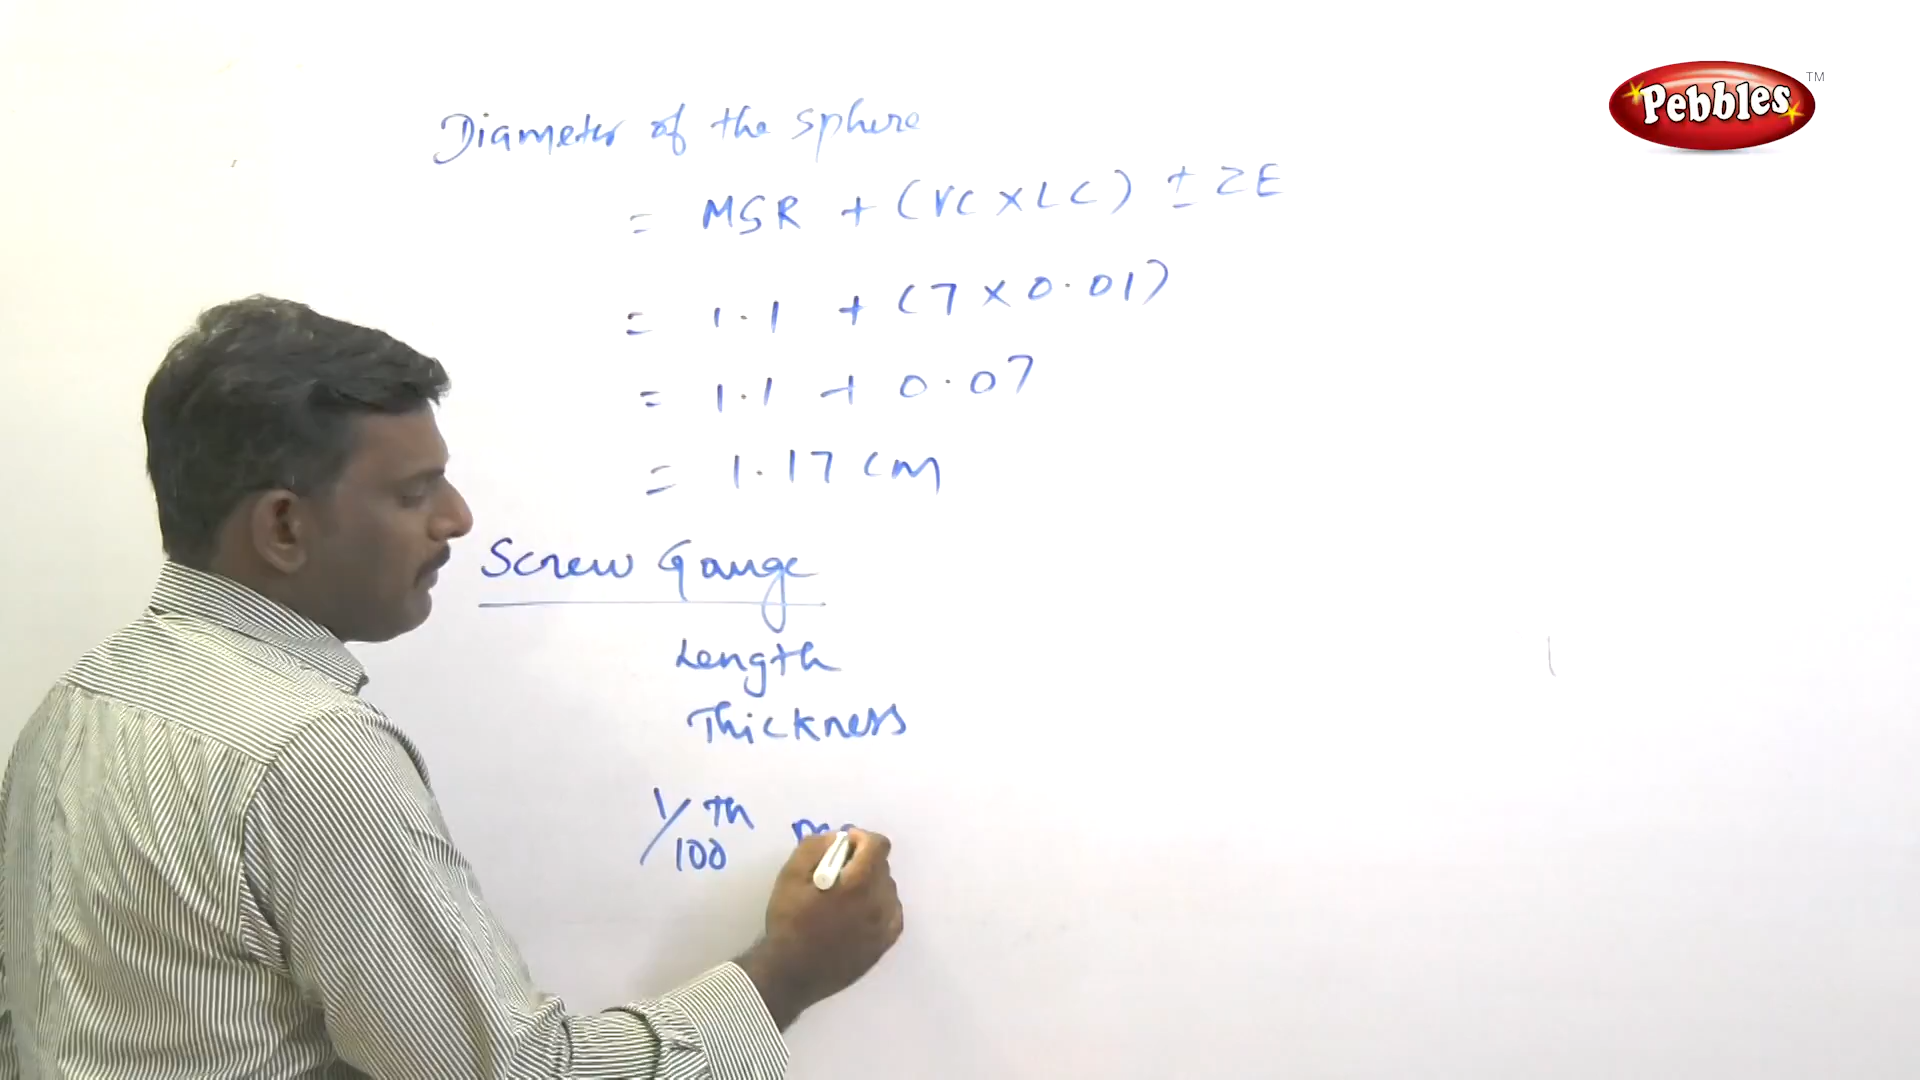 Pebbles TM
Diameter of the sphere
= MSR + (VC × LC) ± ZE
= 1.1 + (7 × 0.01)
= 1.1 + 0.07
= 1.17 cm
Screw Gauge
Length
Thickness
1/100 th